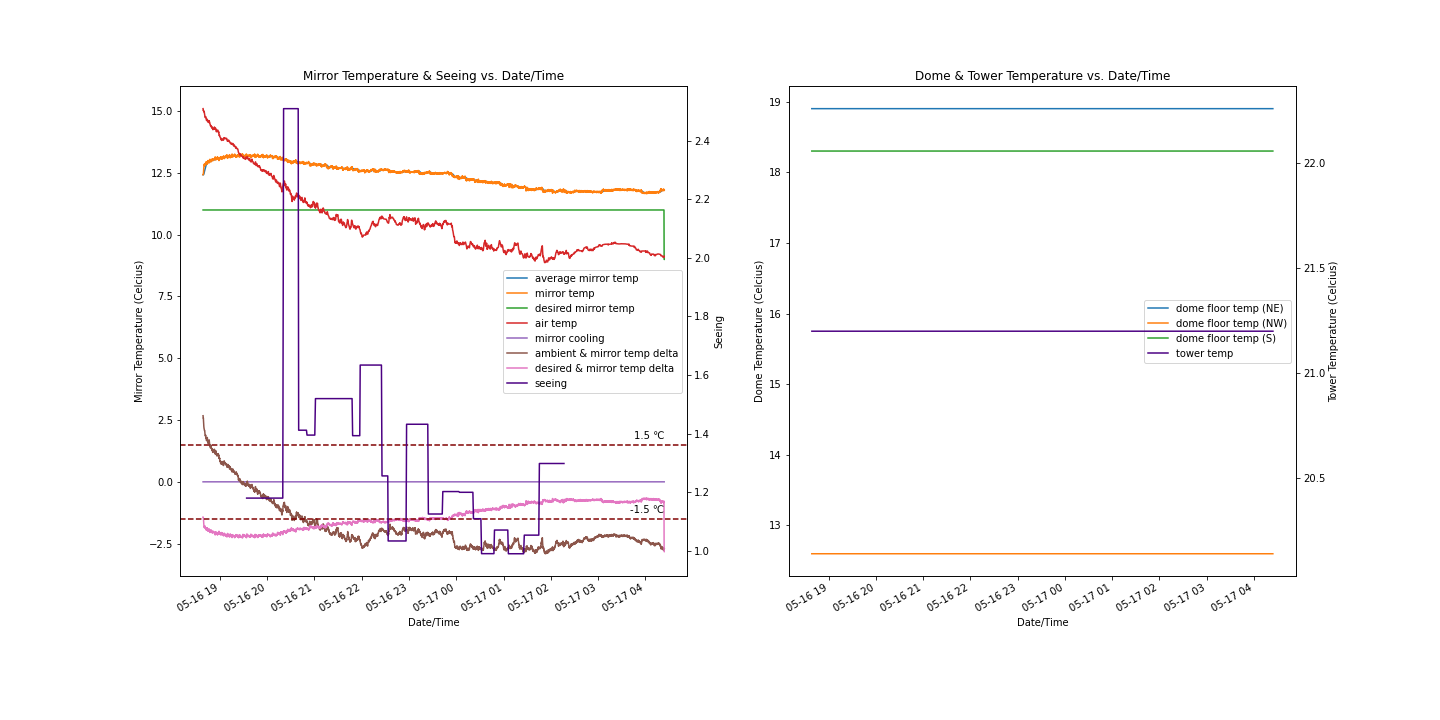 Mirror Temperature & Seeing vs. Date/Time
15.0
12.5
10.0
7.5
5.0
2.5
0.0
−2.5
Mirror Temperature (Celcius)
2.4
2.2
2.0
1.8
1.6
1.4
1.2
1.0
Seeing
average mirror temp
mirror temp
desired mirror temp
air temp
mirror cooling
ambient & mirror temp delta
desired & mirror temp delta
seeing
1.5 °C
-1.5 °C
05-16 19
05-16 20
05-16 21
05-16 22
05-16 23
05-17 00
05-17 01
05-17 02
05-17 03
05-17 04
Date/Time
Dome & Tower Temperature vs. Date/Time
19
18
17
16
15
14
13
Dome Temperature (Celcius)
22.0
21.5
21.0
20.5
Tower Temperature (Celcius)
dome floor temp (NE)
dome floor temp (NW)
dome floor temp (S)
tower temp
05-16 19
05-16 20
05-16 21
05-16 22
05-16 23
05-17 00
05-17 01
05-17 02
05-17 03
05-17 04
Date/Time